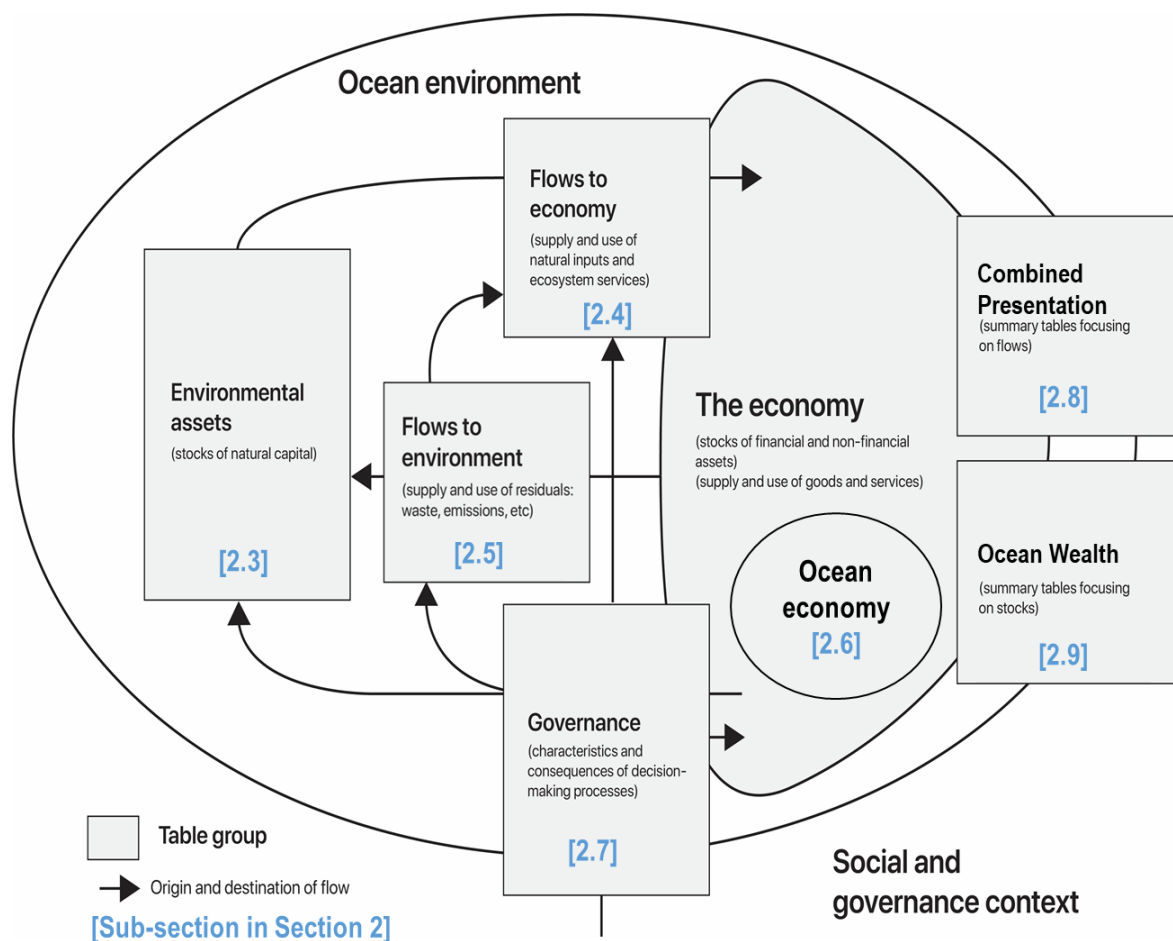 Ocean environment
Flows to
economy
(supply and use of
natural inputs and
ecosystem services)
[2.4]
Combined
Presentation
(summary tables focusing
on flows)
[2.8]
Environmental
assets
(stocks of natural capital)
[2.3]
Flows to
environment
(supply and use of residuals:
waste, emissions, etc)
[2.5]
The economy
(stocks of financial and non-financial
assets)
(supply and use of goods and services)
Ocean
economy
[2.6]
Ocean Wealth
(summary tables focusing
on stocks)
[2.9]
Governance
(characteristics and
consequences of decision-
making processes)
[2.7]
Table group
Origin and destination of flow
[Sub-section in Section 2]
Social and
governance context